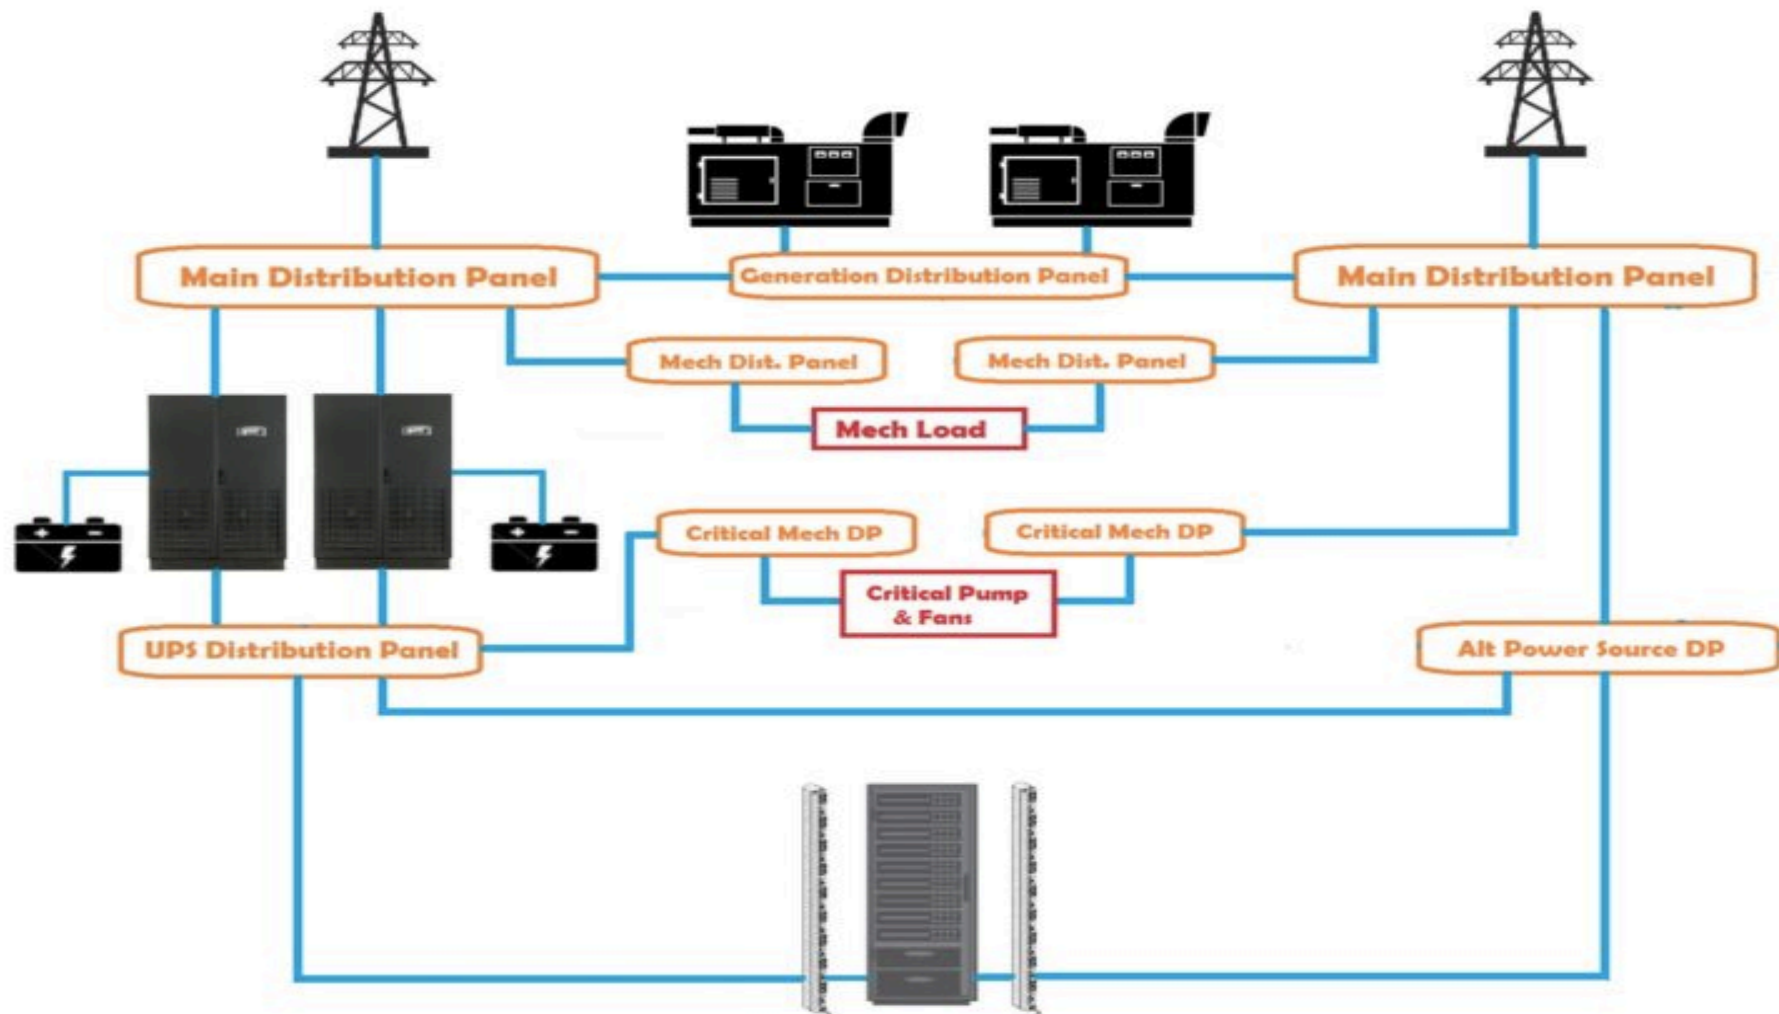 Main Distribution Panel
Generation Distribution Panel
Main Distribution Panel
Mech Dist. Panel
Mech Dist. Panel
Mech Load
Critical Mech DP
Critical Mech DP
Critical Pump
& Fans
UPS Distribution Panel
Alt Power Source DP